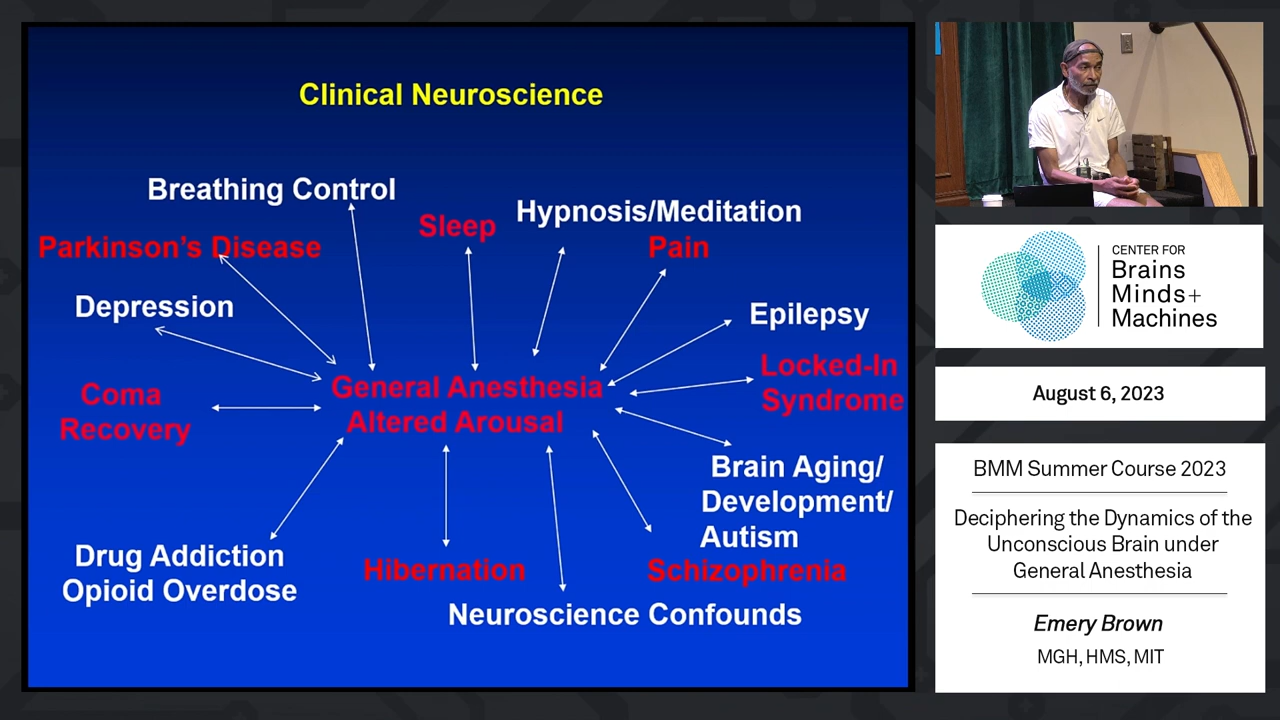 Clinical Neuroscience
Breathing Control
Sleep
Hypnosis/Meditation
Parkinson's Disease
Pain
Depression
Epilepsy
Coma
Recovery
General Anesthesia
Altered Arousal
Locked-In
Syndrome
Brain Aging/
Development/
Autism
Drug Addiction
Opioid Overdose
Hibernation
Schizophrenia
Neuroscience Confounds
CENTER FOR
Brains
Minds+
Machines
August 6, 2023
BMM Summer Course 2023
Deciphering the Dynamics of the
Unconscious Brain under
General Anesthesia
Emery Brown
MGH, HMS, MIT